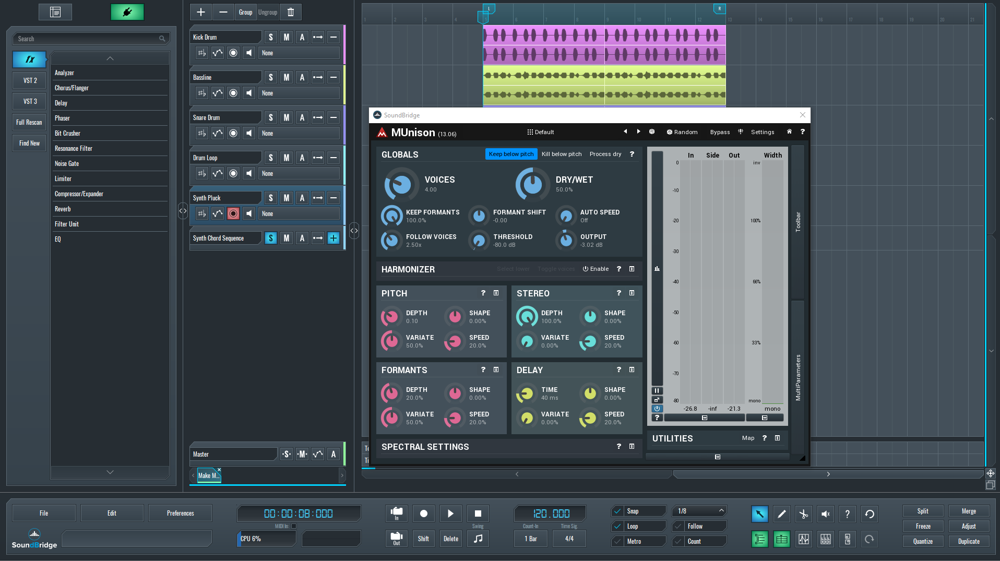 Search
fx
VST 2
VST 3
Full Rescan
Find New
Analyzer
Chorus/Flanger
Delay
Phaser
Bit Crusher
Resonance Filter
Noise Gate
Limiter
Compressor/Expander
Reverb
Filter Unit
EQ
Group
Ungroup
Kick Drum
S M A
None
Bassline
S M A
None
Snare Drum
S M A
None
Drum Loop
S M A
None
Synth Pluck
S M A
None
Synth Chord Sequence
S M A
Master
·S· ·M· A
Make M...
L R
1 2 3 4 5 6 7 8 9 10 11 12 13 14 15 16 17 18 19 20 21
SoundBridge
MUnison (13.06)
Default
Random
Bypass
Settings
?
GLOBALS
Keep below pitch
Kill below pitch
Process dry
?
VOICES
4.00
DRY/WET
50.0%
KEEP FORMANTS
100.0%
FORMANT SHIFT
-0.00
AUTO SPEED
Off
FOLLOW VOICES
2.50x
THRESHOLD
-80.0 dB
OUTPUT
-3.02 dB
HARMONIZER
Select lower
Toggle voices
Enable
?
PITCH
?
DEPTH
0.10
SHAPE
0.00%
VARIATE
50.0%
SPEED
20.0%
STEREO
?
DEPTH
100.0%
SHAPE
0.00%
VARIATE
0.00%
SPEED
20.0%
FORMANTS
?
DEPTH
20.0%
SHAPE
0.00%
VARIATE
50.0%
SPEED
20.0%
DELAY
?
TIME
40 ms
SHAPE
0.00%
VARIATE
0.00%
SPEED
20.0%
SPECTRAL SETTINGS
?
In Side Out Width
0 inv
-10
-20 100%
-30
-40 66%
-50
-60 33%
-70
-80 mono
-26.8 -inf -21.3 mono
?
UTILITIES
Map
?
Toolbar
MultiParameters
Te
Ti
File
Edit
Preferences
SoundBridge
00:00:08:000
MIDI In:
CPU 6%
In
Out
Shift
Delete
Swing
120.000
Count-In
Time Sig.
1 Bar
4/4
Snap
1/8
Loop
Follow
Metro
Count
?
Split
Merge
Freeze
Adjust
Quantize
Duplicate